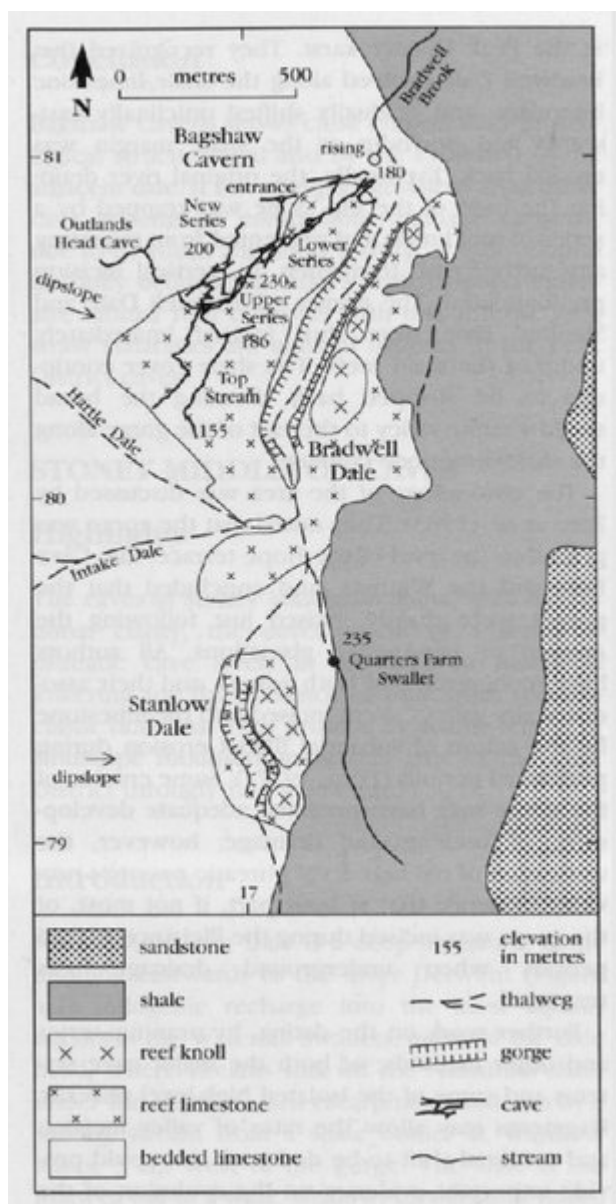 N
0 metres 500
Bradwell
Brook
81
Bagshaw
Cavern
rising
180
entrance
New
Series
200
Outlands
Head Cave
Lower
Series
dipslope
230
Upper
Series
186
Top
Stream
155
Hartle Dale
Bradwell
Dale
80
Intake Dale
235
Quarters Farm
Swallet
Stanlow
Dale
dipslope
79
17
sandstone
shale
reef knoll
reef limestone
bedded limestone
155 elevation
in metres
thalweg
gorge
cave
stream